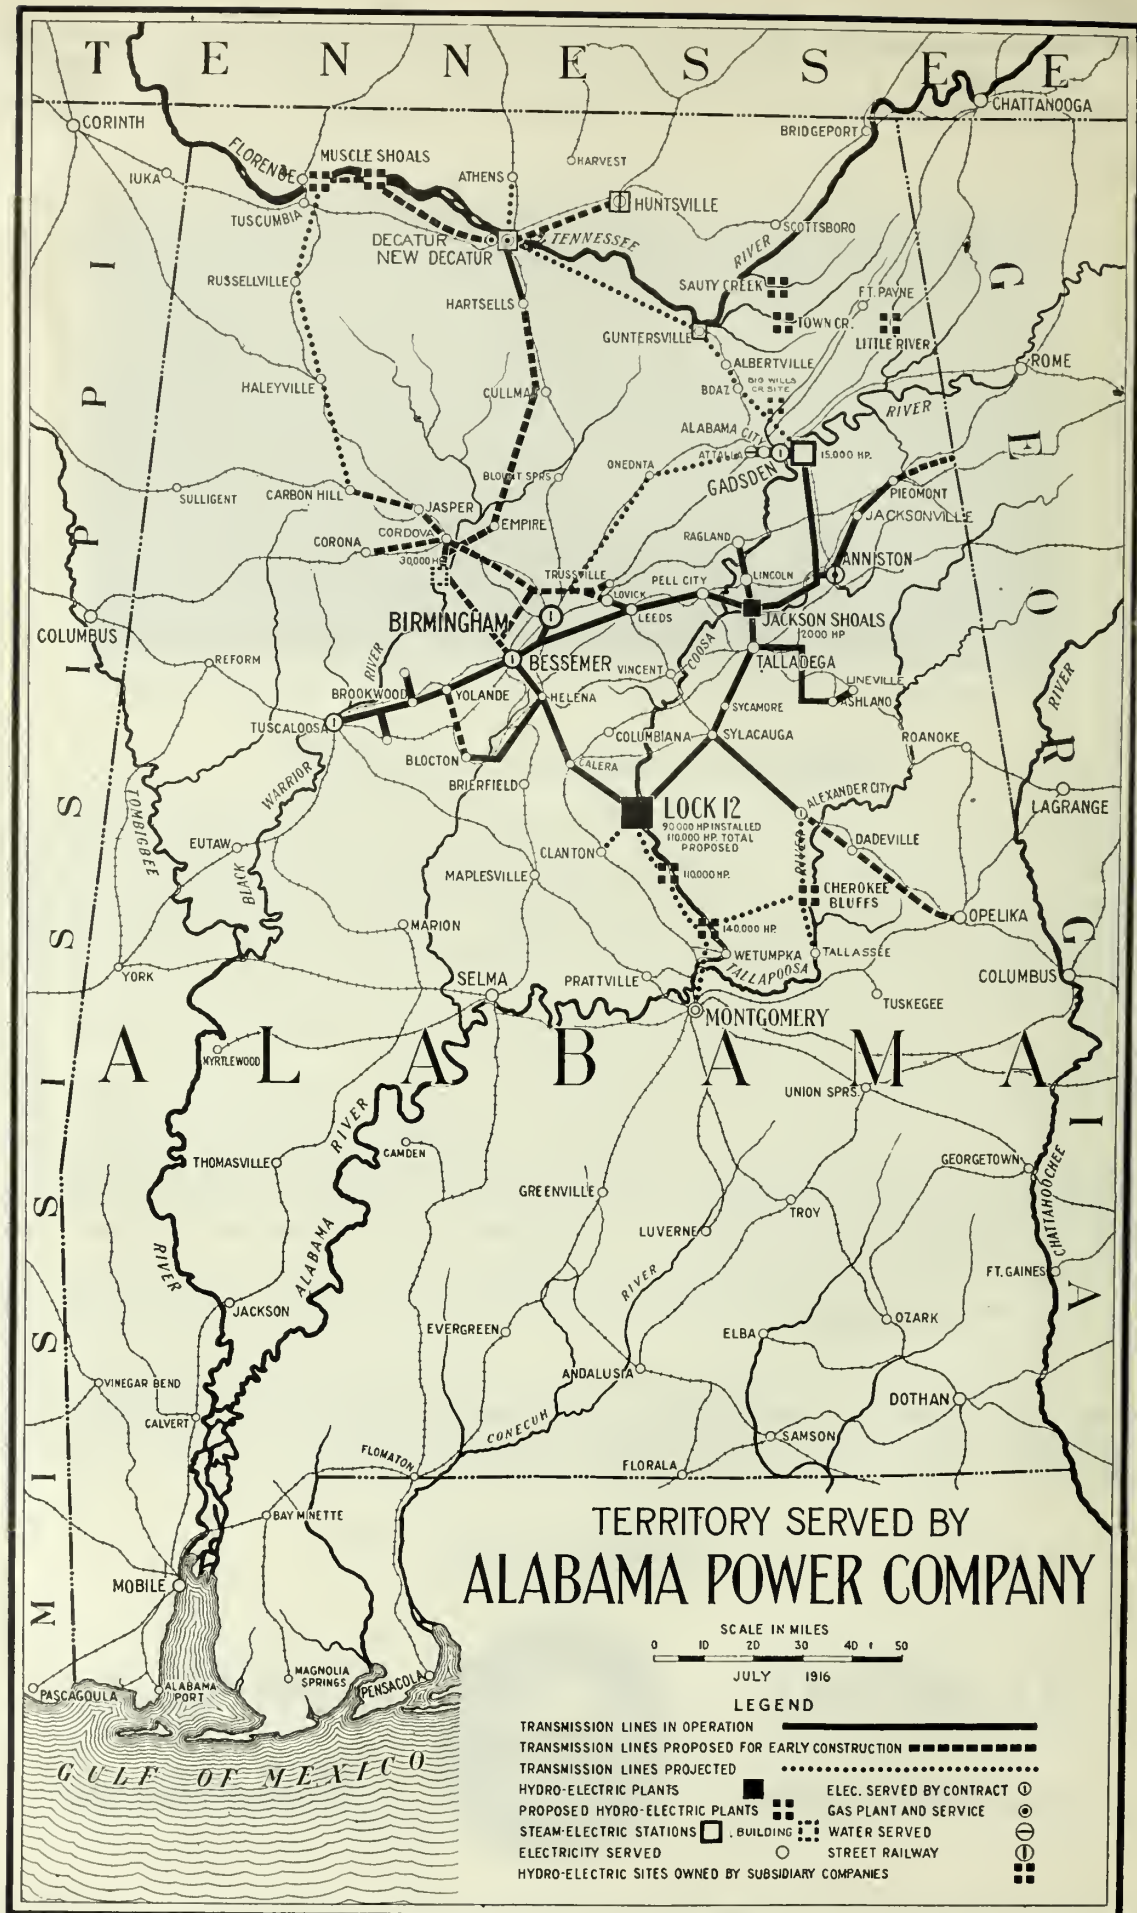 TENNESSEE
CHATTANOOGA
CORINTH
BRIDGEPORT
FLORENCE
MUSCLE SHOALS
HARVEST
IUKA
ATHENS
TUSCUMBIA
HUNTSVILLE
SCOTTSBORO
DECATUR
NEW DECATUR
TENNESSEE
RIVER
RUSSELLVILLE
SAUTY CREEK
FT. PAYNE
HARTSELLS
TOWN CR.
LITTLE RIVER
GUNTERSVILLE
ALBERTVILLE
ROME
HALEYVILLE
CULLMAN
BIG WILLS
CR SITE
BOAZ
RIVER
ALABAMA CITY
ATTALLA
GADSDEN
15,000 HP.
ONEONTA
BLOUNT SPRS
PIEDMONT
SULLIGENT
CARBON HILL
JASPER
JACKSONVILLE
EMPIRE
CORDOVA
CORONA
30,000 HP.
RAGLAND
ANNISTON
TRUSSVILLE
LINCOLN
PELL CITY
LOVICK
LEEDS
BIRMINGHAM
JACKSON SHOALS
2000 HP
COLUMBUS
COOSA
REFORM
RIVER
BESSEMER
VINCENT
TALLADEGA
LINEVILLE
ASHLAND
BROOKWOOD
YOLANDE
HELENA
SYCAMORE
RIVER
TUSCALOOSA
COLUMBIANA
SYLACAUGA
ROANOKE
BLOCTON
CALERA
BRIERFIELD
WARRIOR
ALEXANDER CITY
LAGRANGE
TOMBIGBEE
LOCK 12
90000 HP INSTALLED
110,000 HP. TOTAL
PROPOSED
EUTAW
CLANTON
DADEVILLE
RIVER
BLACK
MAPLESVILLE
110,000 HP.
CHEROKEE
BLUFFS
OPELIKA
MARION
140,000 HP.
WETUMPKA
TALLASSEE
YORK
SELMA
PRATTVILLE
TALLAPOOSA
COLUMBUS
TUSKEGEE
MONTGOMERY
ALABAMA
MYRTLEWOOD
UNION SPRS.
RIVER
CAMDEN
THOMASVILLE
GEORGETOWN
GREENVILLE
TROY
CHATTAHOOCHEE
LUVERNE
RIVER
ALABAMA
RIVER
FT. GAINES
JACKSON
OZARK
EVERGREEN
ELBA
ANDALUSIA
VINEGAR BEND
DOTHAN
CALVERT
CONECUH
SAMSON
FLOMATON
FLORALA
BAY MINETTE
MOBILE
MAGNOLIA
SPRINGS
PENSACOLA
PASCAGOULA
ALABAMA
PORT
GULF OF MEXICO
MISSISSIPPI
GEORGIA
TERRITORY SERVED BY
ALABAMA POWER COMPANY
SCALE IN MILES
0 10 20 30 40 50
JULY 1916
LEGEND
TRANSMISSION LINES IN OPERATION
TRANSMISSION LINES PROPOSED FOR EARLY CONSTRUCTION
TRANSMISSION LINES PROJECTED
HYDRO-ELECTRIC PLANTS ELEC. SERVED BY CONTRACT
PROPOSED HYDRO-ELECTRIC PLANTS GAS PLANT AND SERVICE
STEAM-ELECTRIC STATIONS , BUILDING WATER SERVED
ELECTRICITY SERVED STREET RAILWAY
HYDRO-ELECTRIC SITES OWNED BY SUBSIDIARY COMPANIES